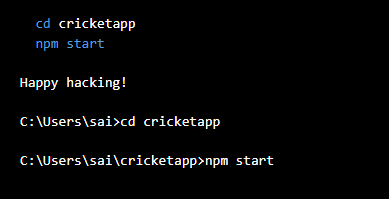 cd cricketapp
npm start
Happy hacking!
C:\Users\sai>cd cricketapp
C:\Users\sai\cricketapp>npm start